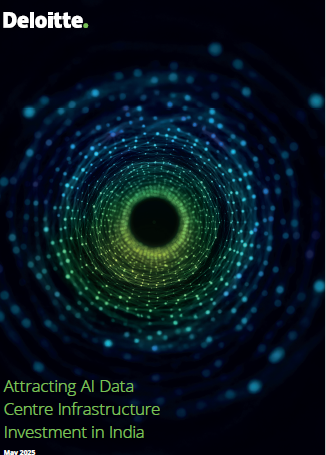 Deloitte.
Attracting AI Data
Centre Infrastructure
Investment in India
May 2025